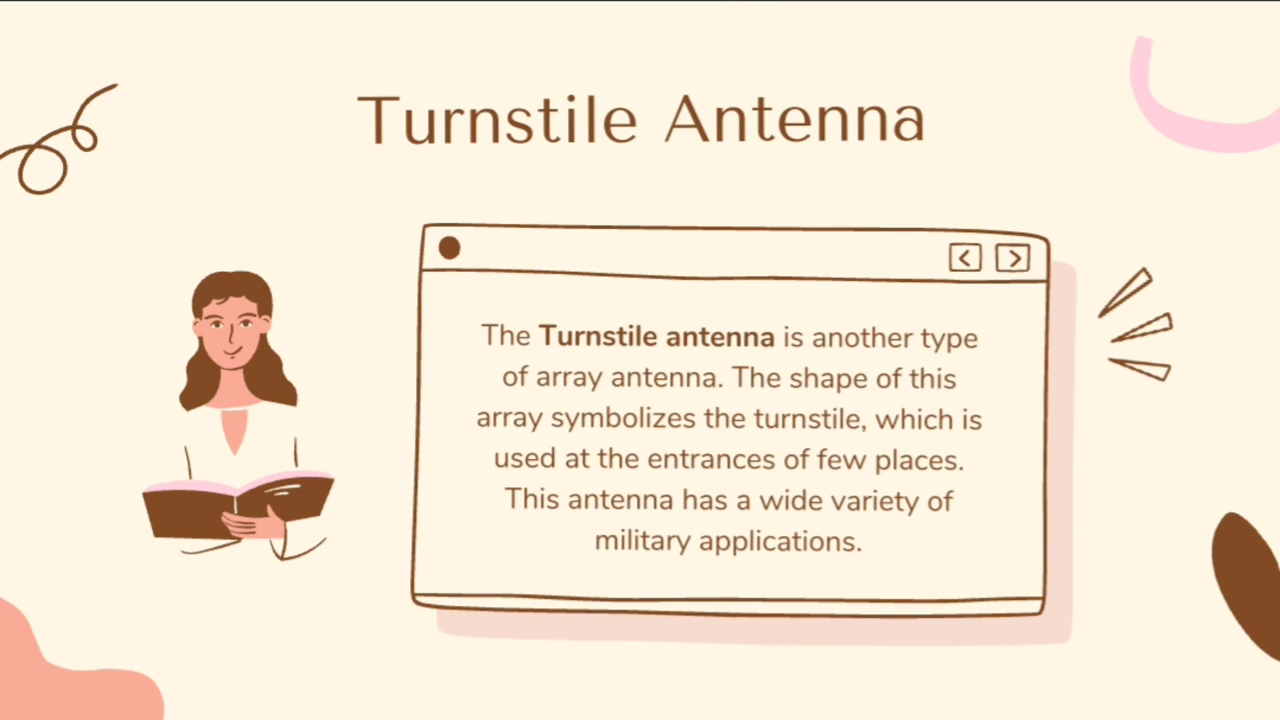 Turnstile Antenna
The Turnstile antenna is another type
of array antenna. The shape of this
array symbolizes the turnstile, which is
used at the entrances of few places.
This antenna has a wide variety of
military applications.